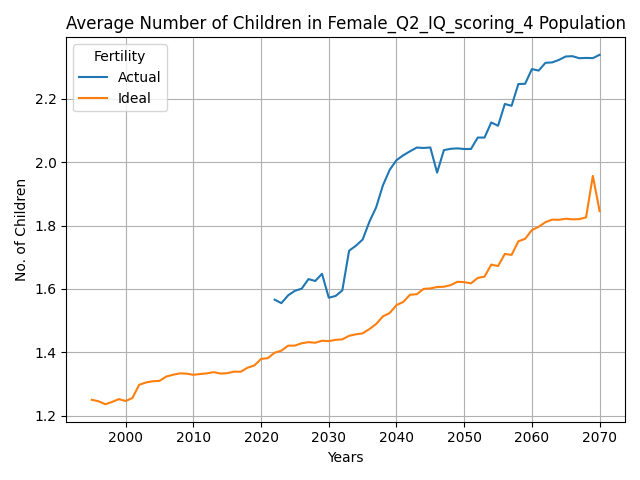 Average Number of Children in Female_Q2_IQ_scoring_4 Population
Fertility
Actual
Ideal
No. of Children
2.2
2.0
1.8
1.6
1.4
1.2
2000
2010
2020
2030
2040
2050
2060
2070
Years